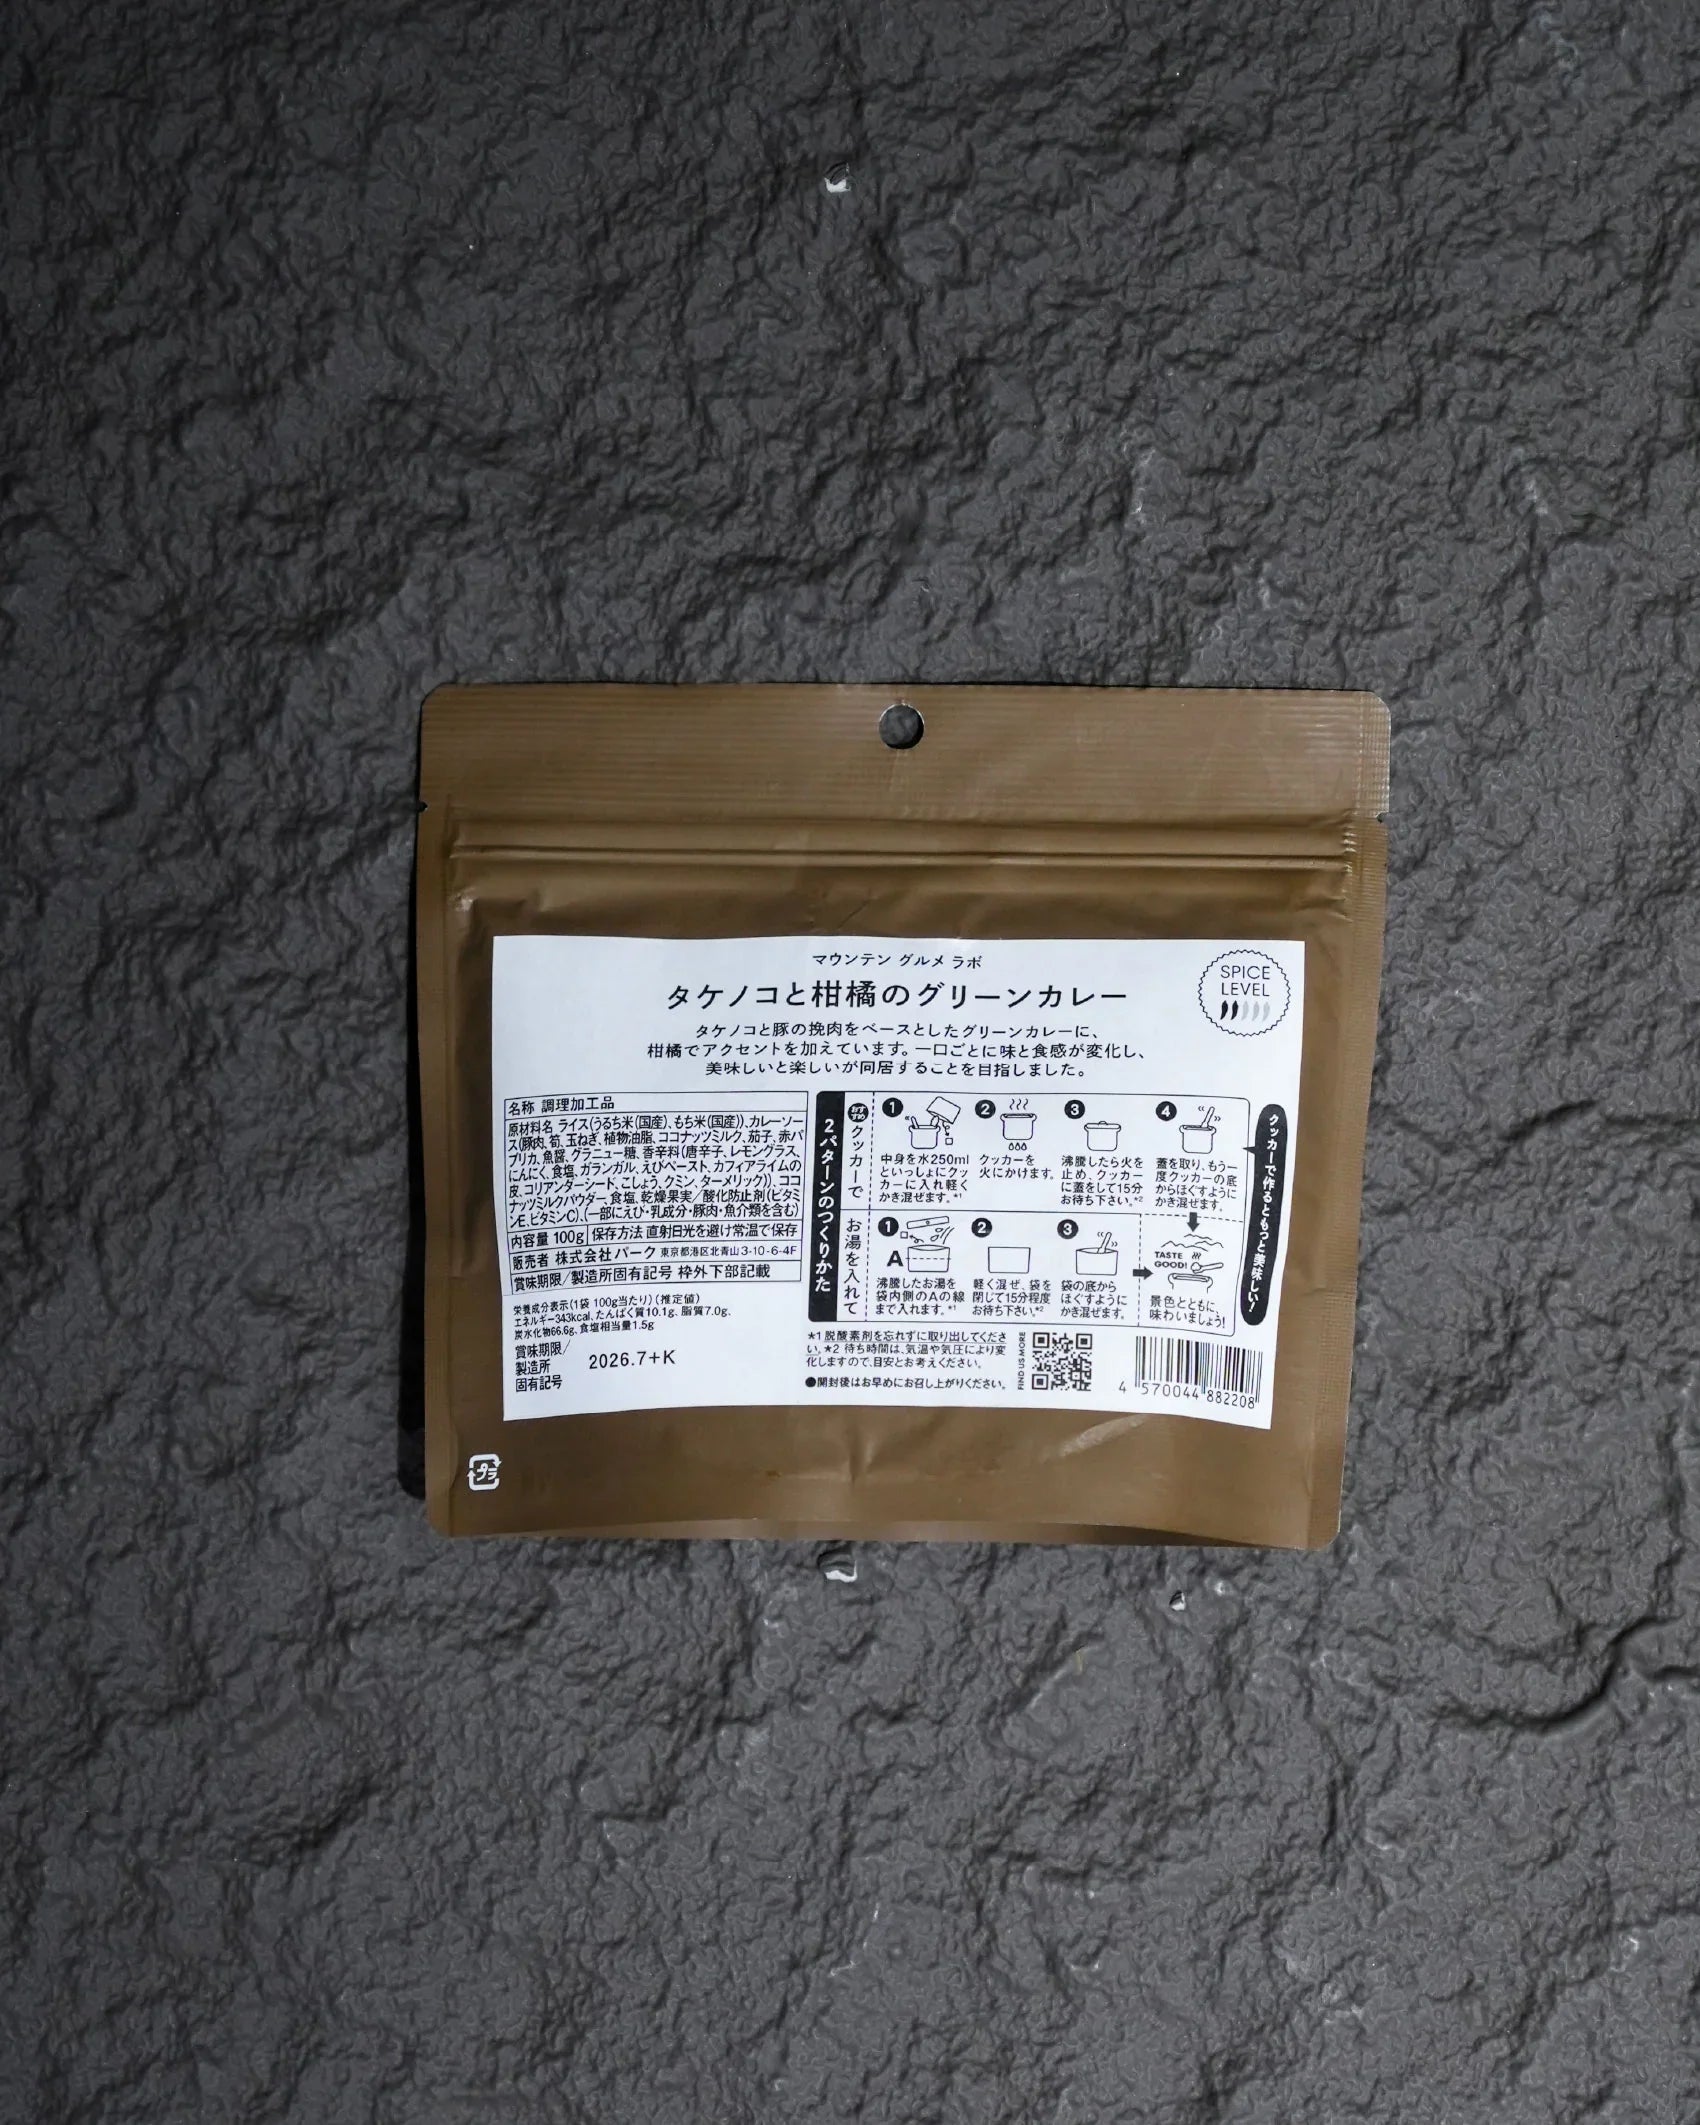 マウンテン グルメ ラボ
タケノコと柑橘のグリーンカレー
タケノコと豚の挽肉をベースとしたグリーンカレーに、
柑橘でアクセントを加えています。一口ごとに味と食感が変化し、
美味しいと楽しいが同居することを目指しました。
SPICE
LEVEL
名称 調理加工品
原材料名 ライス(うるち米(国産)、もち米(国産))、カレーソー
ス(豚肉、筍、玉ねぎ、植物油脂、ココナッツミルク、茄子、赤パ
プリカ、魚醤、グラニュー糖、香辛料(唐辛子、レモングラス、
にんにく、食塩、ガランガル、えびペースト、カフィアライムの
皮、コリアンダーシード、こしょう、クミン、ターメリック))、ココ
ナッツミルクパウダー、食塩、乾燥果実/酸化防止剤(ビタミ
ンE、ビタミンC)、(一部にえび・乳成分・豚肉・魚介類を含む)
内容量 100g 保存方法 直射日光を避け常温で保存
販売者 株式会社パーク 東京都港区北青山3-10-6-4F
賞味期限/製造所固有記号 枠外下部記載
栄養成分表示(1袋 100g当たり)(推定値)
エネルギー343kcal、たんぱく質10.1g、脂質7.0g、
炭水化物66.6g、食塩相当量1.5g
賞味期限/
製造所
固有記号
2026.7+K
2パターンのつくりかた
おすすめ
クッカーで
1
中身を水250ml
といっしょにクッ
カーに入れ軽く
かき混ぜます。*1
2
クッカーを
火にかけます。
3
沸騰したら火を
止め、クッカー
に蓋をして15分
お待ち下さい。*2
4
蓋を取り、もう一
度クッカーの底
からほぐすように
かき混ぜます。
クッカーで作るともっと美味しい!
お湯を入れて
1
A
沸騰したお湯を
袋内側のAの線
まで入れます。*1
2
軽く混ぜ、袋を
閉じて15分程度
お待ち下さい。*2
3
袋の底から
ほぐすように
かき混ぜます。
TASTE
GOOD!
景色とともに、
味わいましょう!
*1 脱酸素剤を忘れずに取り出してくださ
い。*2 待ち時間は、気温や気圧により変
化しますので、目安とお考えください。
●開封後はお早めにお召し上がりください。
FIND US MORE
4 570044 882208
プラ